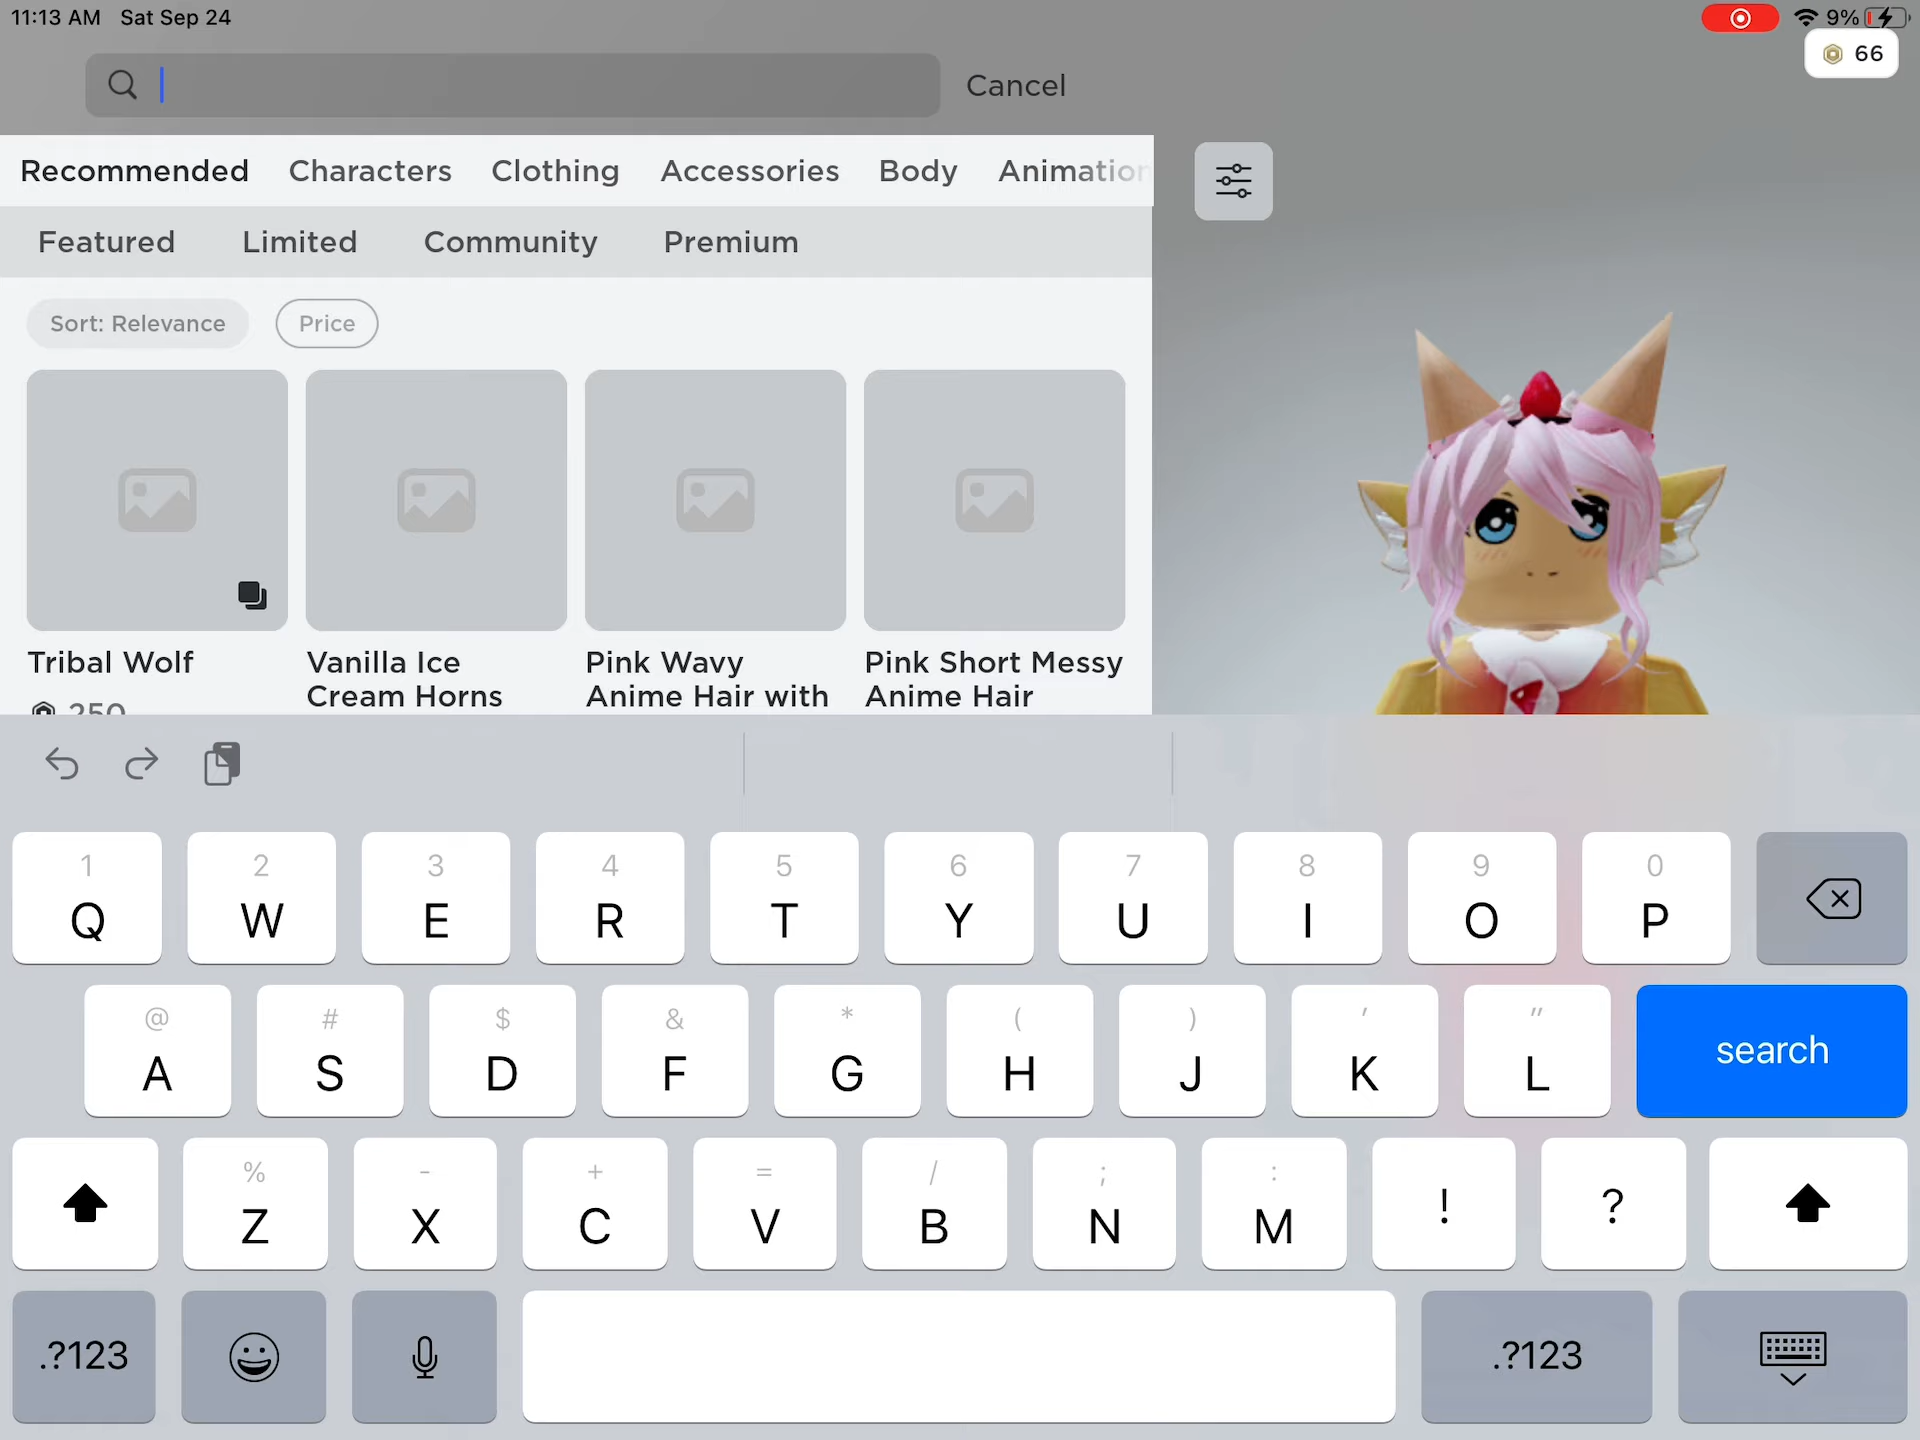 11:13 AM Sat Sep 24
9%
66
Cancel
Recommended Characters Clothing Accessories Body Animation
Featured Limited Community Premium
Sort: Relevance Price
Tribal Wolf
250
Vanilla Ice
Cream Horns
Pink Wavy
Anime Hair with
Pink Short Messy
Anime Hair
1 2 3 4 5 6 7 8 9 0
Q W E R T Y U I O P
@ # $ & * ( ) ' "
A S D F G H J K L search
% - + = / ; :
Z X C V B N M ! ?
.?123 .?123